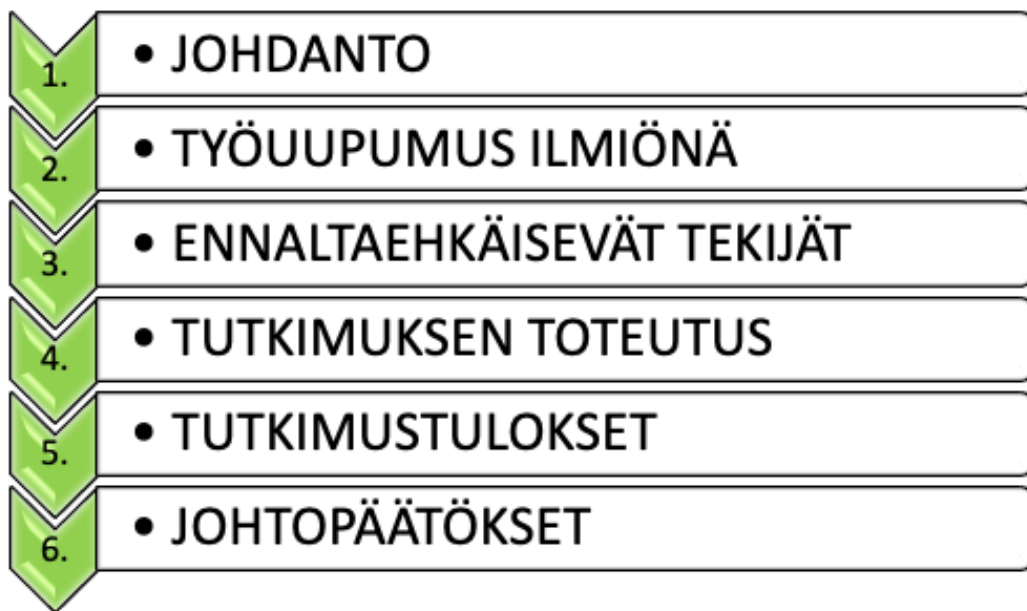 1. • JOHDANTO
2. • TYÖUUPUMUS ILMIÖNÄ
3. • ENNALTAEHKÄISEVÄT TEKIJÄT
4. • TUTKIMUKSEN TOTEUTUS
5. • TUTKIMUSTULOKSET
6. • JOHTOPÄÄTÖKSET